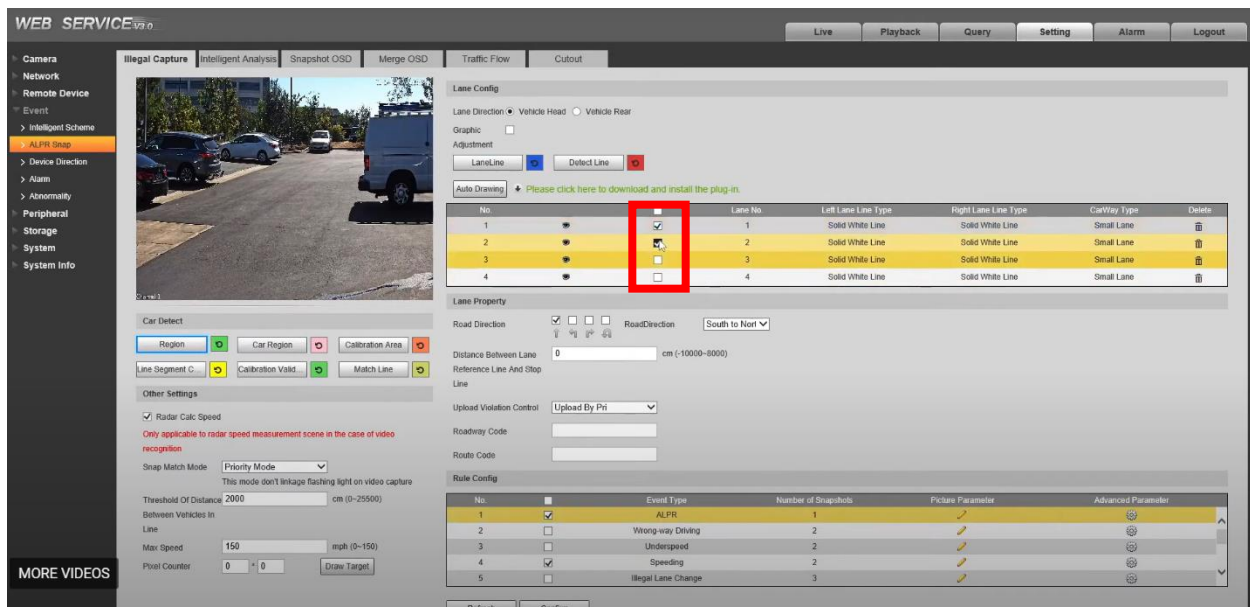 WEB SERVICE V3.0
Live Playback Query Setting Alarm Logout
Camera
Network
Remote Device
Event
> Intelligent Scheme
> ALPR Snap
> Device Direction
> Alarm
> Abnormality
Peripheral
Storage
System
System Info
Illegal Capture Intelligent Analysis Snapshot OSD Merge OSD Traffic Flow Cutout
Car Detect
Region Car Region Calibration Area
Line Segment C... Calibration Valid... Match Line
Other Settings
Radar Calc Speed
Only applicable to radar speed measurement scene in the case of video
recognition
Snap Match Mode Priority Mode
This mode don't linkage flashing light on video capture
Threshold Of Distance 2000 cm (0~25500)
Between Vehicles In
Line
Max Speed 150 mph (0~150)
Pixel Counter 0 * 0 Draw Target
MORE VIDEOS
Lane Config
Lane Direction Vehicle Head Vehicle Rear
Graphic
Adjustment
LaneLine Detect Line
Auto Drawing Please click here to download and install the plug-in.
No. Lane No. Left Lane Line Type Right Lane Line Type CarWay Type Delete
1 1 Solid White Line Solid White Line Small Lane
2 2 Solid White Line Solid White Line Small Lane
3 3 Solid White Line Solid White Line Small Lane
4 4 Solid White Line Solid White Line Small Lane
Lane Property
Road Direction RoadDirection South to Nort
Distance Between Lane 0 cm (-10000~8000)
Reference Line And Stop
Line
Upload Violation Control Upload By Pri
Roadway Code
Route Code
Rule Config
No. Event Type Number of Snapshots Picture Parameter Advanced Parameter
1 ALPR 1
2 Wrong-way Driving 2
3 Underspeed 2
4 Speeding 2
5 Illegal Lane Change 3